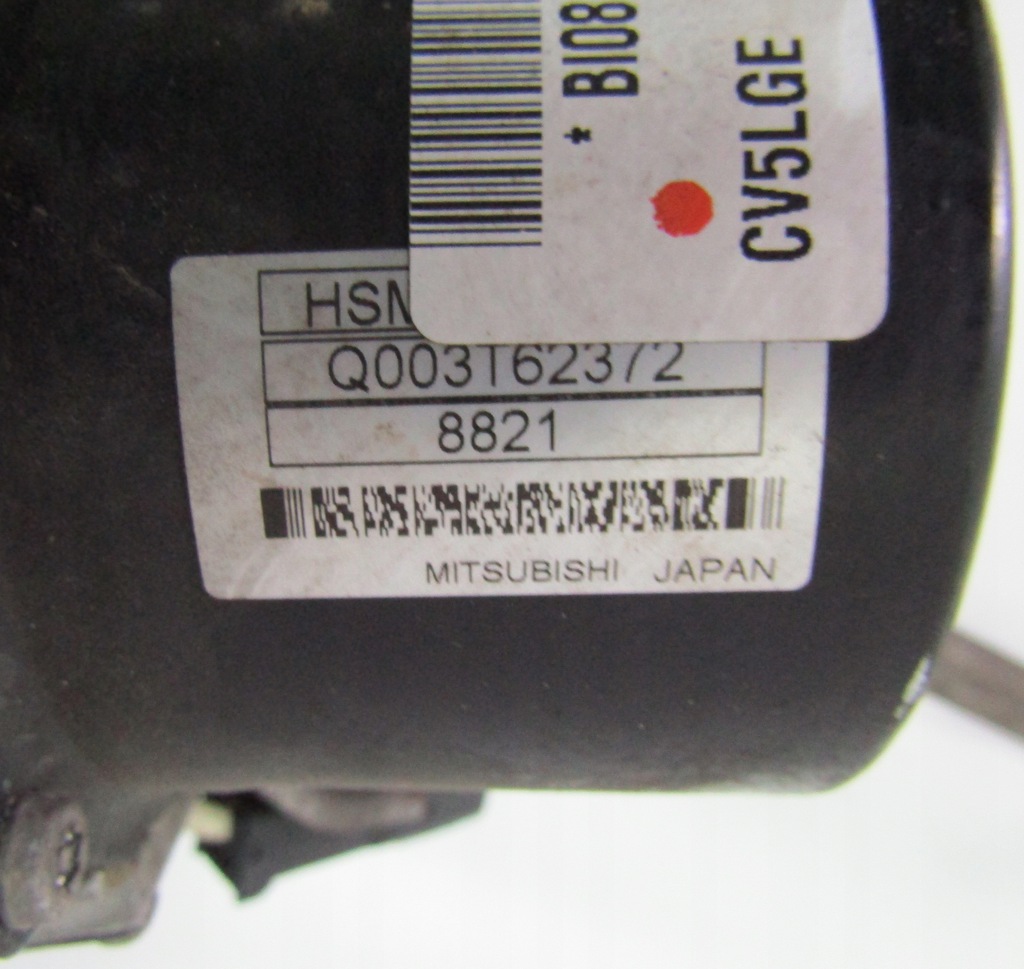 * BI08
CV5LGE
HSM
Q003T62372
8821
MITSUBISHI JAPAN